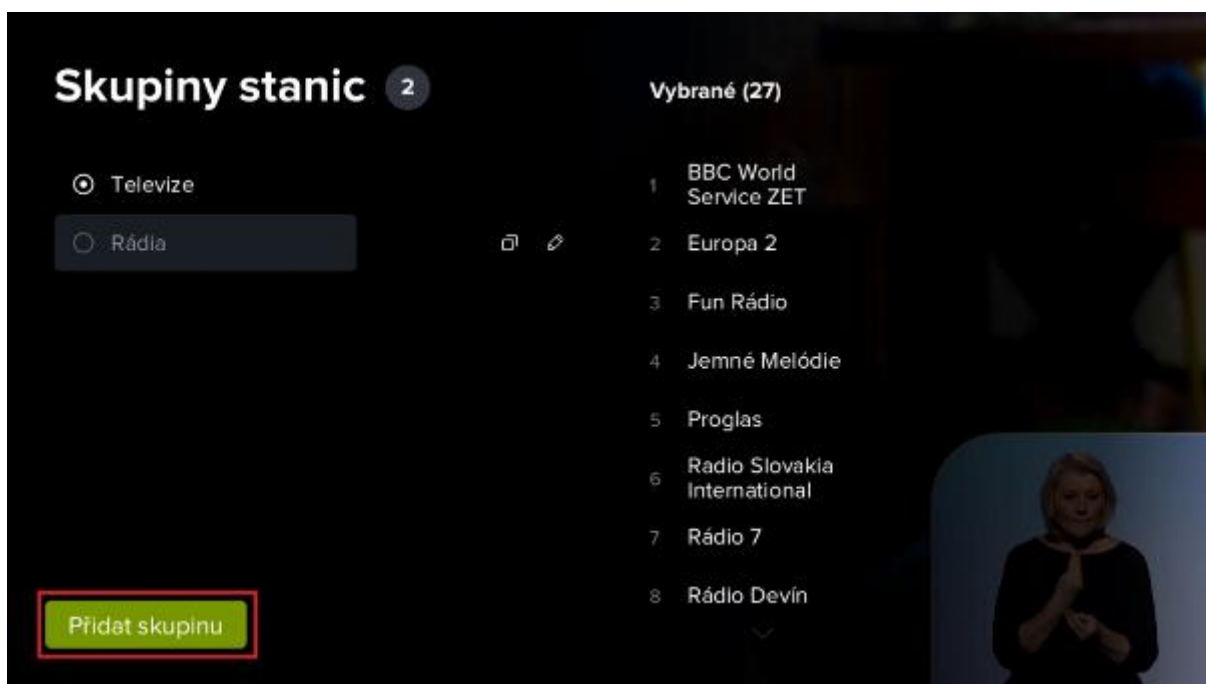 Skupiny stanic 2
Televize
Rádia
Přidat skupinu
Vybrané (27)
1 BBC World
Service ZET
2 Europa 2
3 Fun Rádio
4 Jemné Melódie
5 Proglas
6 Radio Slovakia
International
7 Rádio 7
8 Rádio Devín